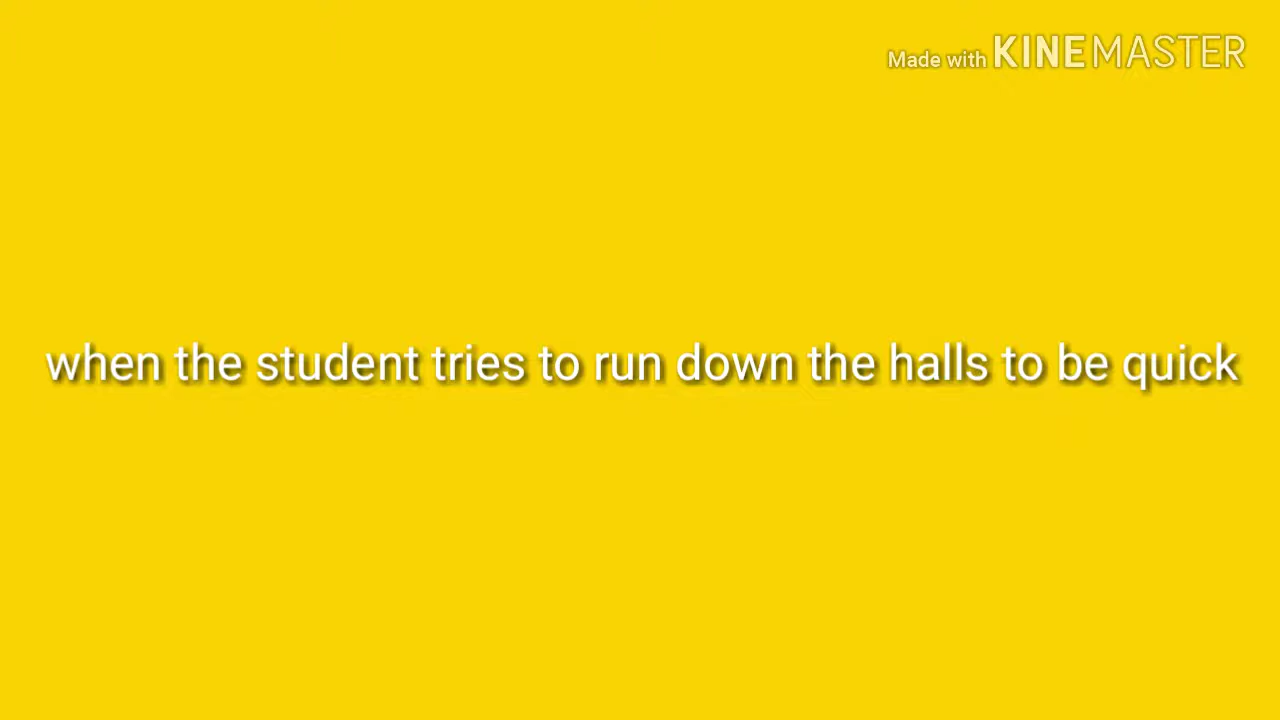 Made with KINEMASTER
when the student tries to run down the halls to be quick